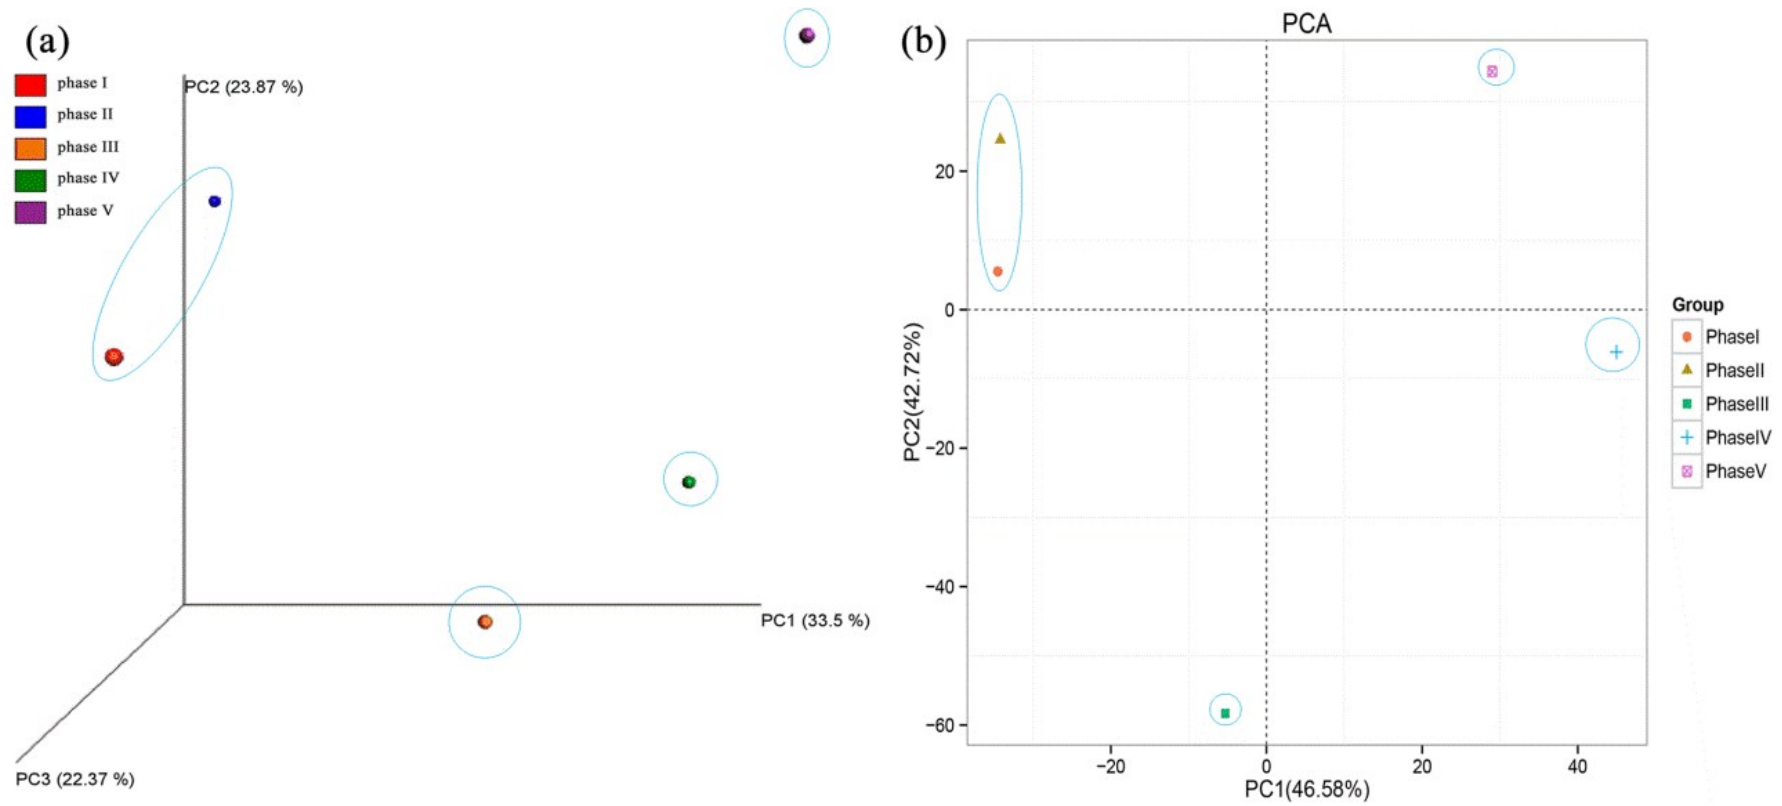 (a)
phase I
phase II
phase III
phase IV
phase V
PC2 (23.87 %)
PC1 (33.5 %)
PC3 (22.37 %)
(b)
PCA
20
0
−20
−40
−60
PC2(42.72%)
−20
0
20
40
PC1(46.58%)
Group
PhaseI
PhaseII
PhaseIII
PhaseIV
PhaseV